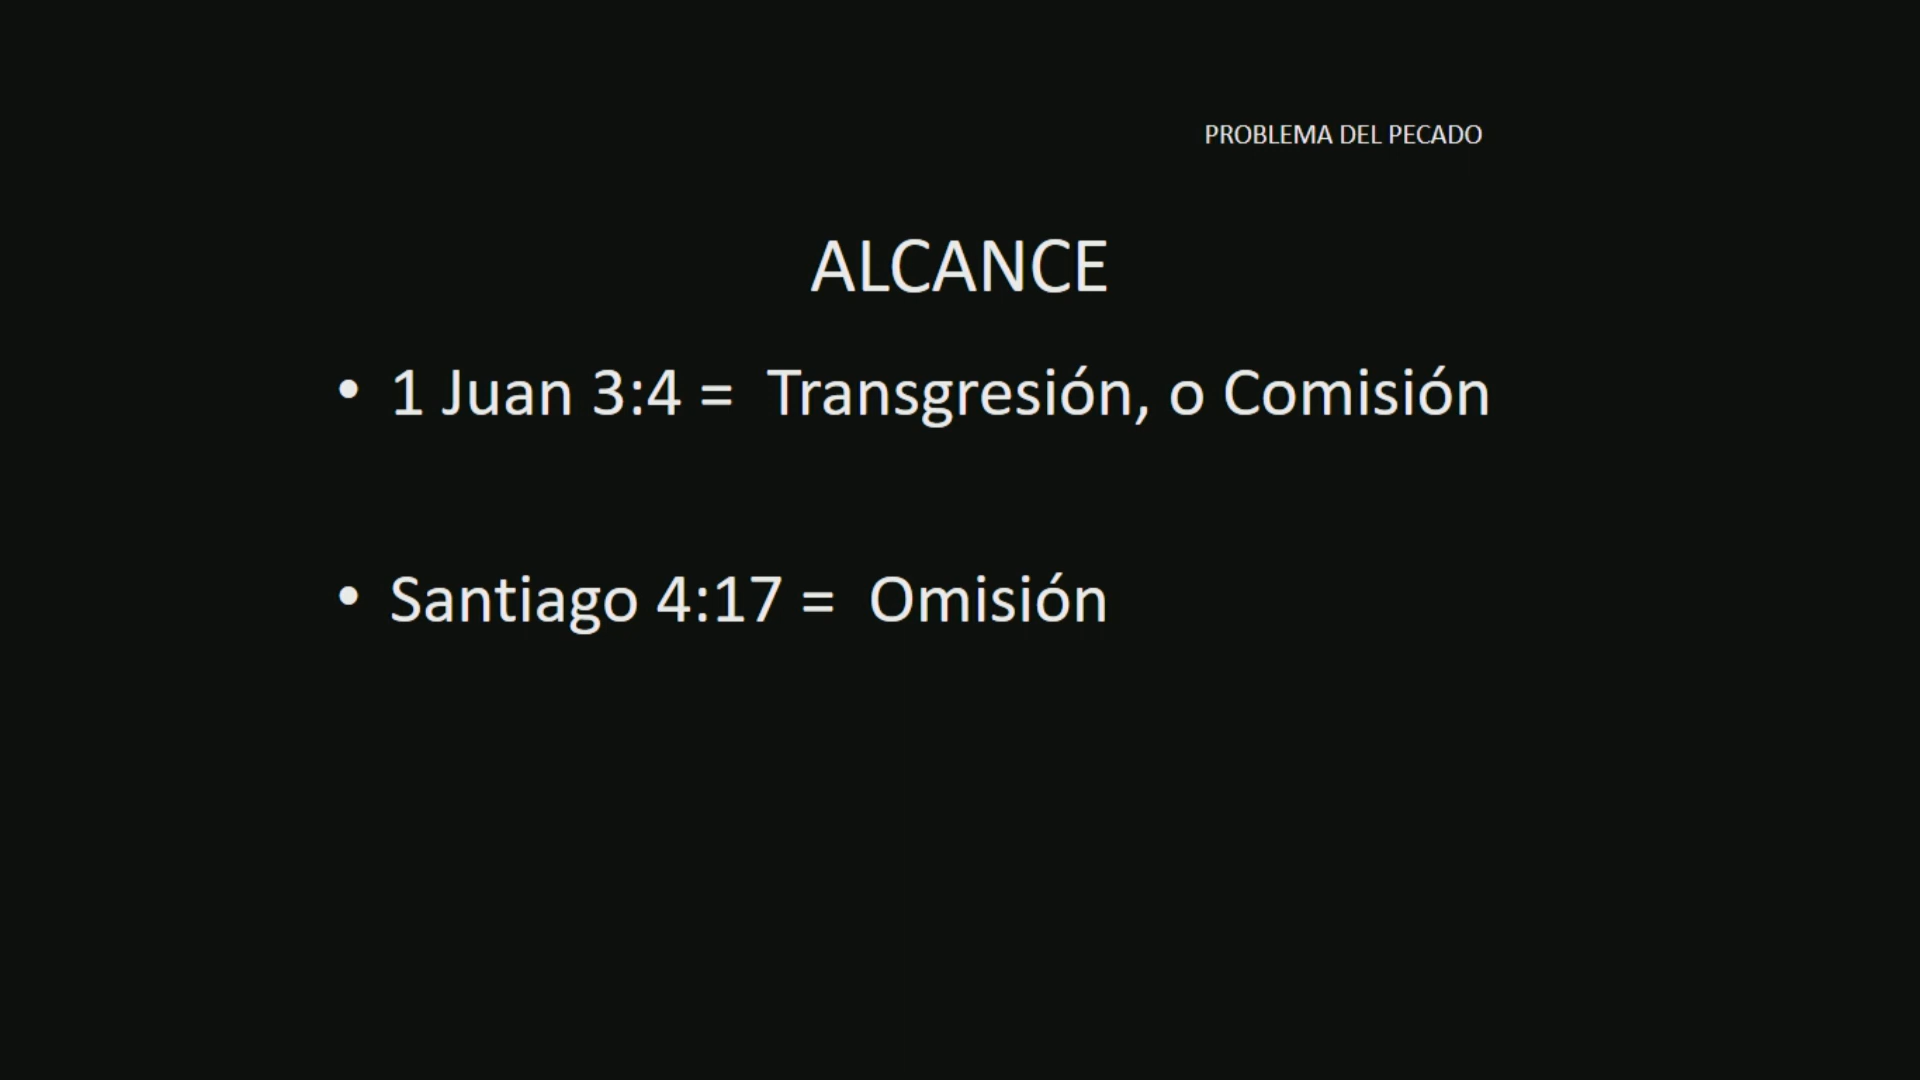 PROBLEMA DEL PECADO
ALCANCE
• 1 Juan 3:4 = Transgresión, o Comisión
• Santiago 4:17 = Omisión